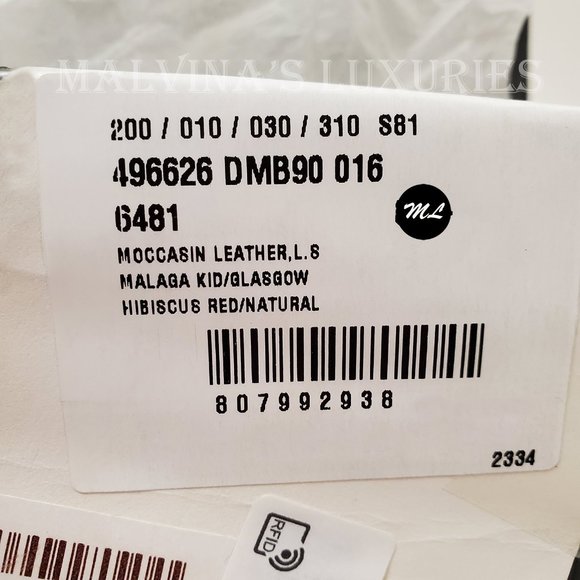 MALVINA'S LUXURIES
200 / 010 / 030 / 310 S81
496626 DMB90 016
6481
ML
MOCCASIN LEATHER,L.S
MALAGA KID/GLASGOW
HIBISCUS RED/NATURAL
807992938
2334
RFID